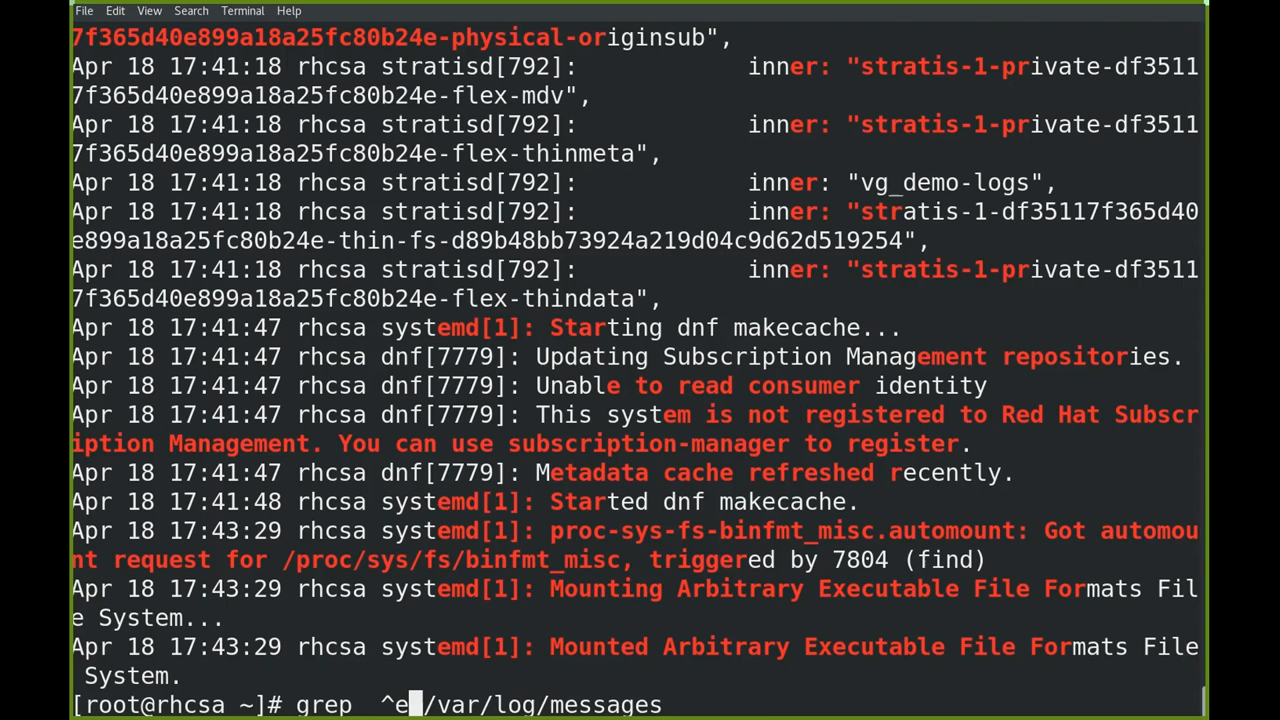 File Edit View Search Terminal Help
7f365d40e899a18a25fc80b24e-physical-originsub",
Apr 18 17:41:18 rhcsa stratisd[792]:            inner: "stratis-1-private-df3511
7f365d40e899a18a25fc80b24e-flex-mdv",
Apr 18 17:41:18 rhcsa stratisd[792]:            inner: "stratis-1-private-df3511
7f365d40e899a18a25fc80b24e-flex-thinmeta",
Apr 18 17:41:18 rhcsa stratisd[792]:            inner: "vg_demo-logs",
Apr 18 17:41:18 rhcsa stratisd[792]:            inner: "stratis-1-df35117f365d40
e899a18a25fc80b24e-thin-fs-d89b48bb73924a219d04c9d62d519254",
Apr 18 17:41:18 rhcsa stratisd[792]:            inner: "stratis-1-private-df3511
7f365d40e899a18a25fc80b24e-flex-thindata",
Apr 18 17:41:47 rhcsa systemd[1]: Starting dnf makecache...
Apr 18 17:41:47 rhcsa dnf[7779]: Updating Subscription Management repositories.
Apr 18 17:41:47 rhcsa dnf[7779]: Unable to read consumer identity
Apr 18 17:41:47 rhcsa dnf[7779]: This system is not registered to Red Hat Subscr
iption Management. You can use subscription-manager to register.
Apr 18 17:41:47 rhcsa dnf[7779]: Metadata cache refreshed recently.
Apr 18 17:41:48 rhcsa systemd[1]: Started dnf makecache.
Apr 18 17:43:29 rhcsa systemd[1]: proc-sys-fs-binfmt_misc.automount: Got automou
nt request for /proc/sys/fs/binfmt_misc, triggered by 7804 (find)
Apr 18 17:43:29 rhcsa systemd[1]: Mounting Arbitrary Executable File Formats Fil
e System...
Apr 18 17:43:29 rhcsa systemd[1]: Mounted Arbitrary Executable File Formats File
 System.
[root@rhcsa ~]# grep  ^e /var/log/messages